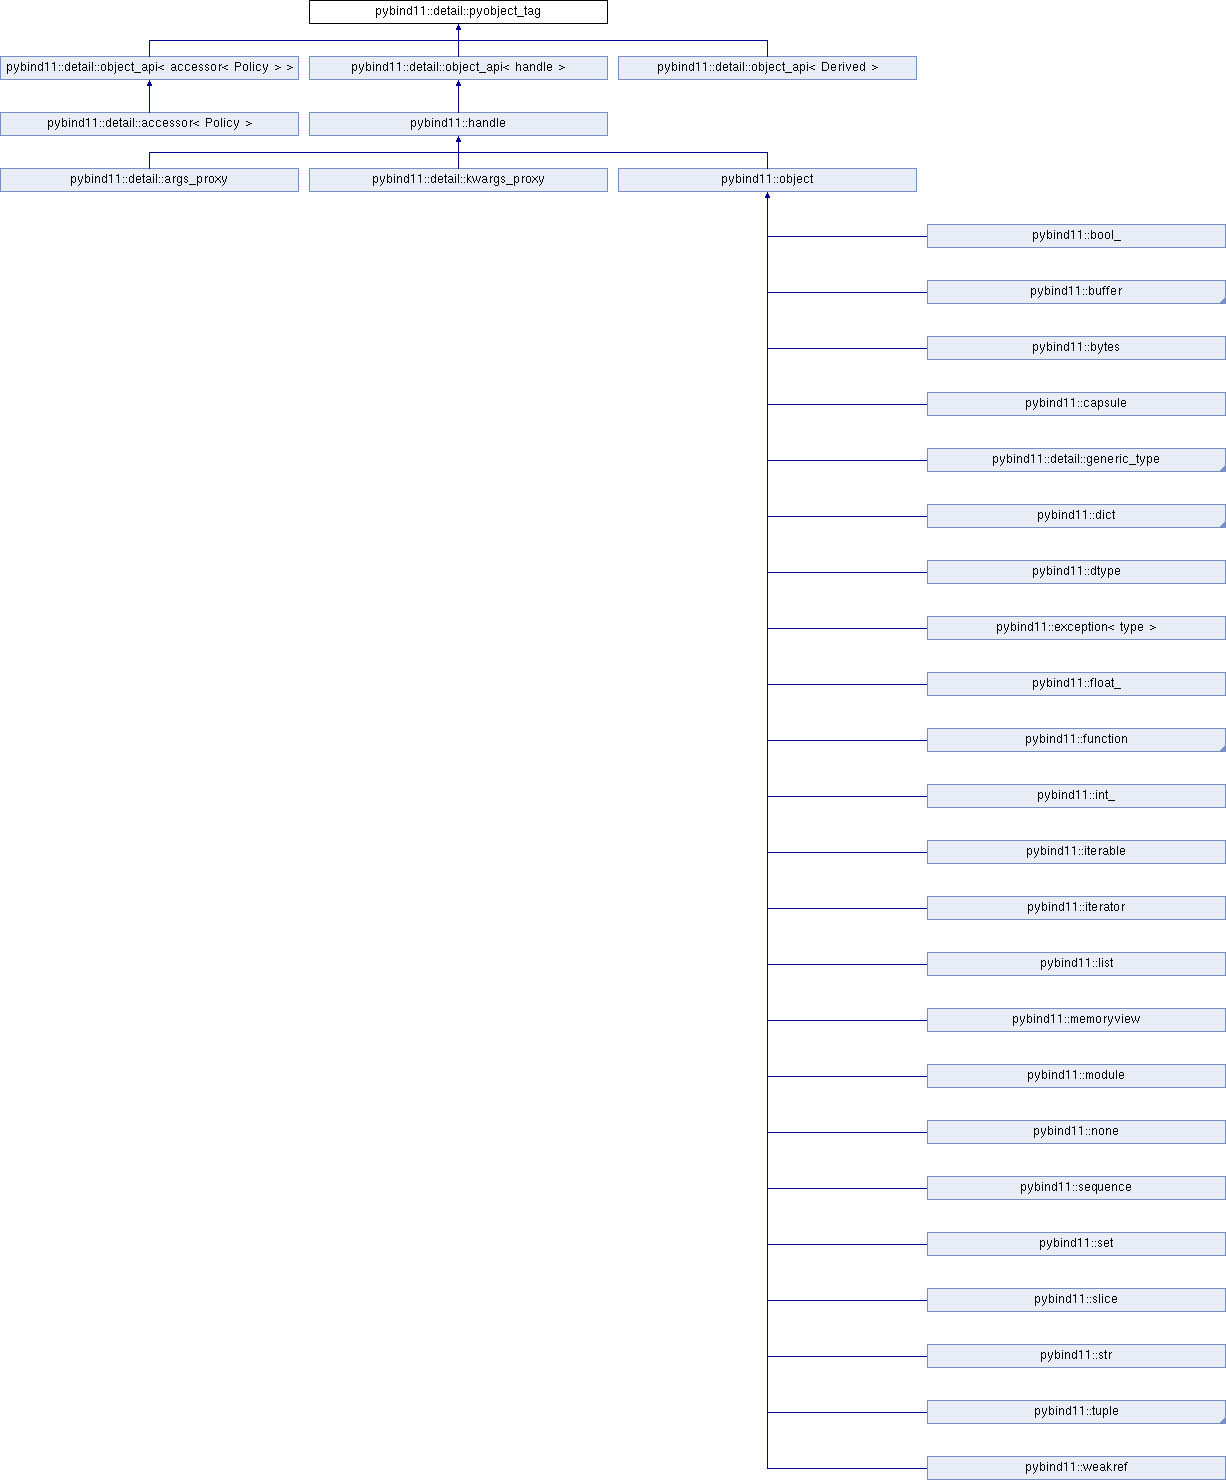 pybind11::detail::pyobject_tag
pybind11::detail::object_api< accessor< Policy > >
pybind11::detail::object_api< handle >
pybind11::detail::object_api< Derived >
pybind11::detail::accessor< Policy >
pybind11::handle
pybind11::detail::args_proxy
pybind11::detail::kwargs_proxy
pybind11::object
pybind11::bool_
pybind11::buffer
pybind11::bytes
pybind11::capsule
pybind11::detail::generic_type
pybind11::dict
pybind11::dtype
pybind11::exception< type >
pybind11::float_
pybind11::function
pybind11::int_
pybind11::iterable
pybind11::iterator
pybind11::list
pybind11::memoryview
pybind11::module
pybind11::none
pybind11::sequence
pybind11::set
pybind11::slice
pybind11::str
pybind11::tuple
pybind11::weakref